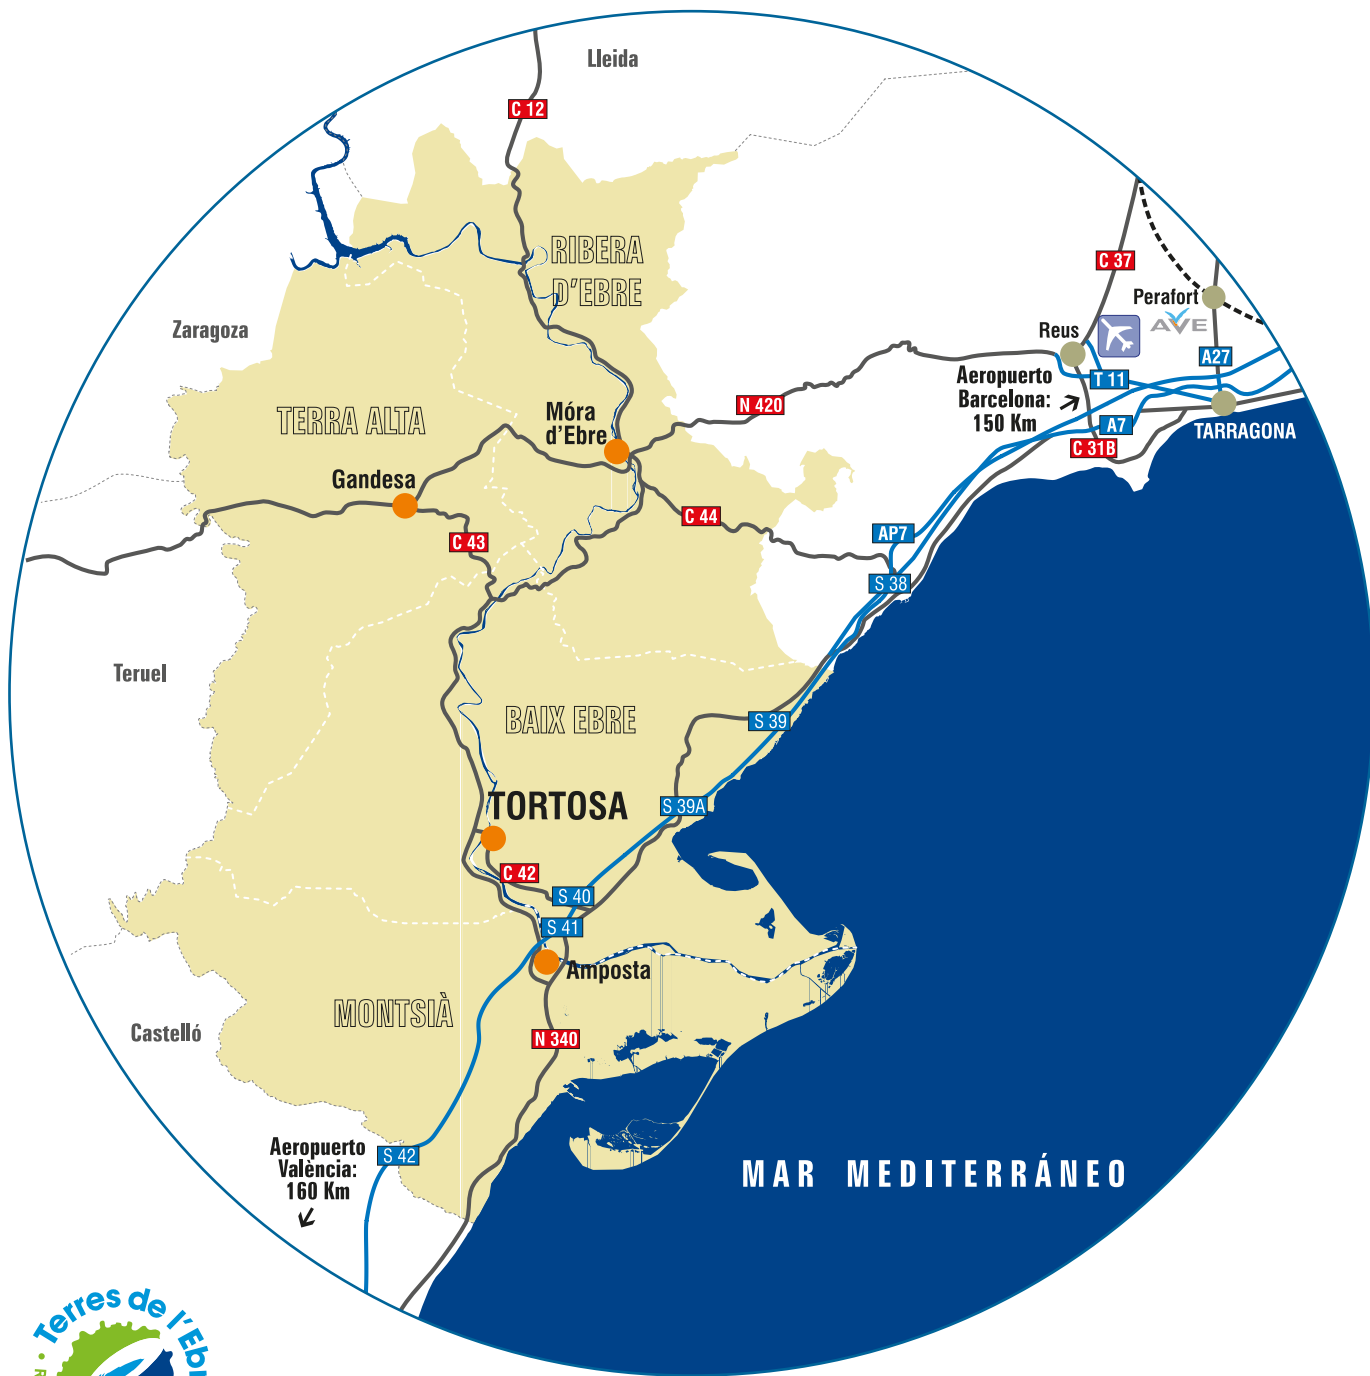 Lleida
C 12
RIBERA
D'EBRE
C 37
Perafort
AVE
Zaragoza
Reus
A27
Aeropuerto
Barcelona:
150 Km
T 11
TERRA ALTA
Móra
d'Ebre
N 420
A7
TARRAGONA
C 31B
Gandesa
C 44
C 43
AP7
S 38
Teruel
BAIX EBRE
S 39
TORTOSA
S 39A
C 42
S 40
S 41
Amposta
MONTSIÀ
Castelló
N 340
Aeropuerto
València:
160 Km
S 42
MAR MEDITERRÁNEO
Terres de l'Ebr